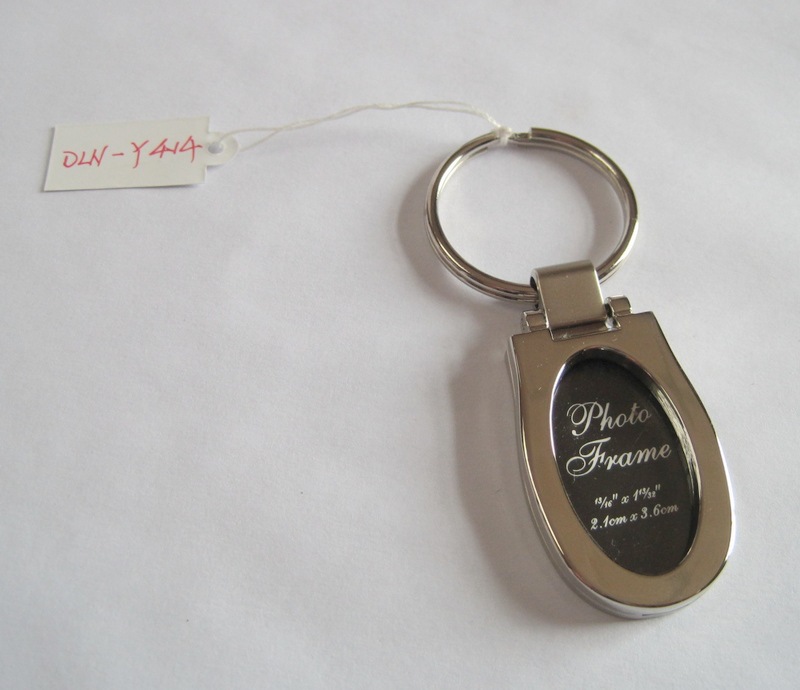 DLN-Y414
Photo
Frame
13/16" x 1 13/32"
2.1cm x 3.6cm